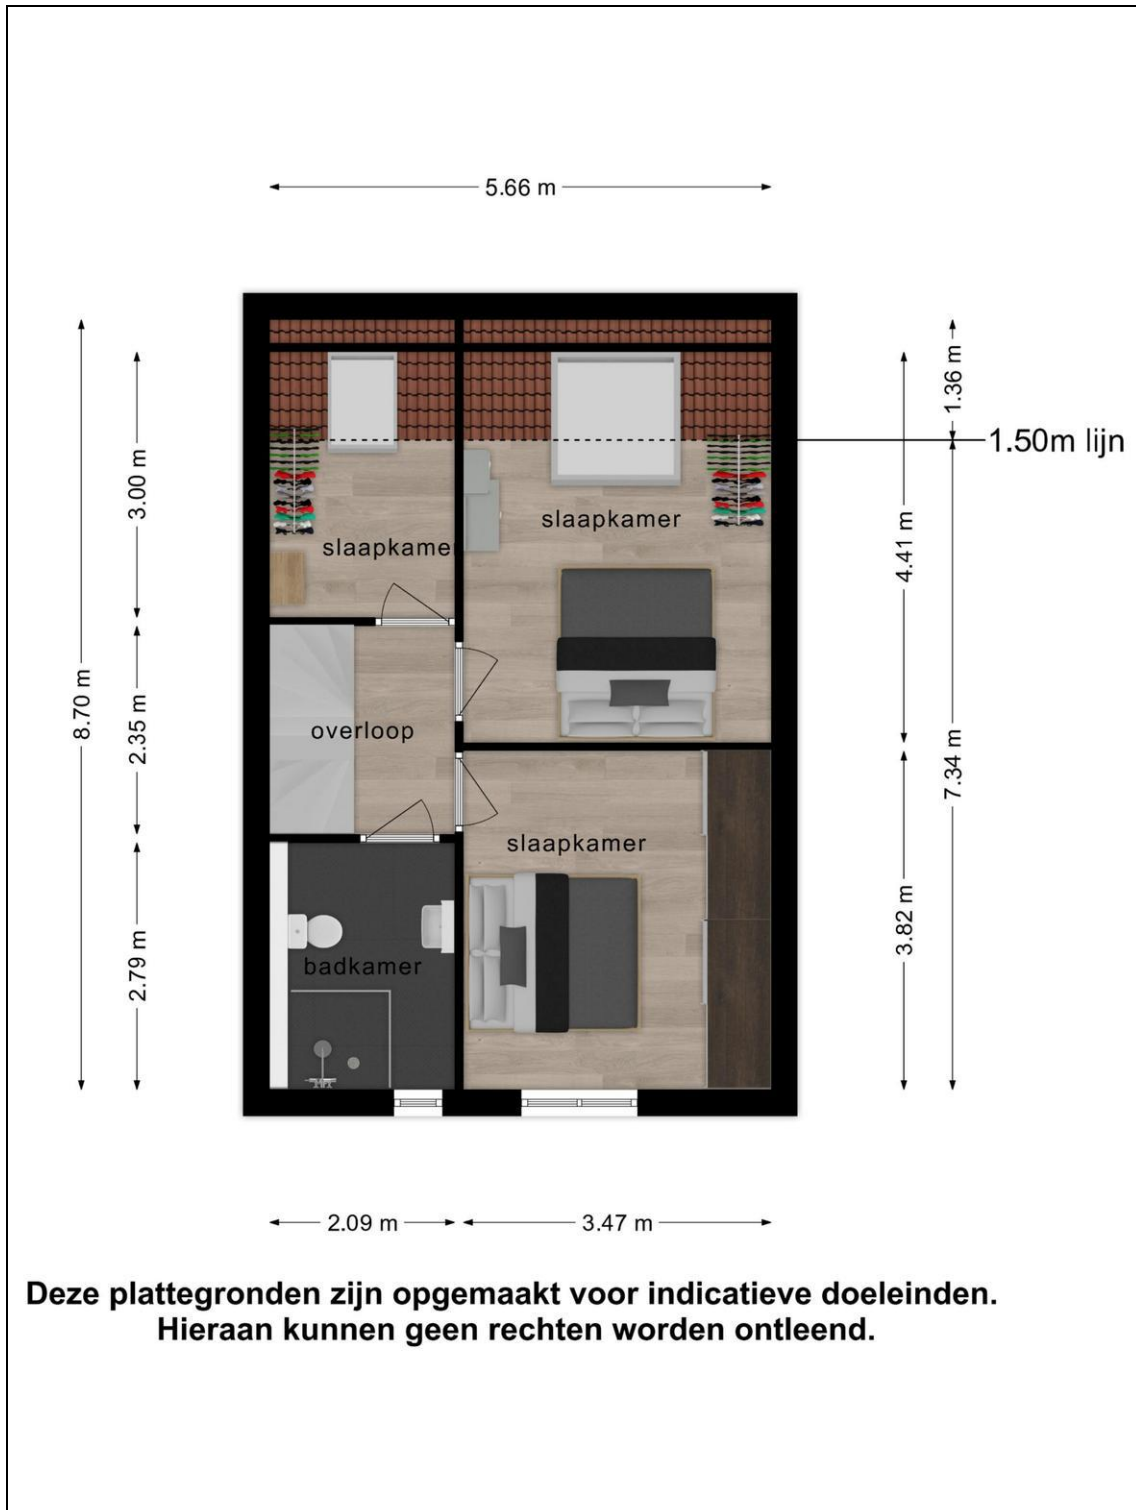 5.66 m
1.36 m
1.50m lijn
3.00 m
slaapkamer
4.41 m
slaapkamer
8.70 m
2.35 m
overloop
7.34 m
slaapkamer
3.82 m
2.79 m
badkamer
2.09 m
3.47 m
Deze plattegronden zijn opgemaakt voor indicatieve doeleinden.
Hieraan kunnen geen rechten worden ontleend.